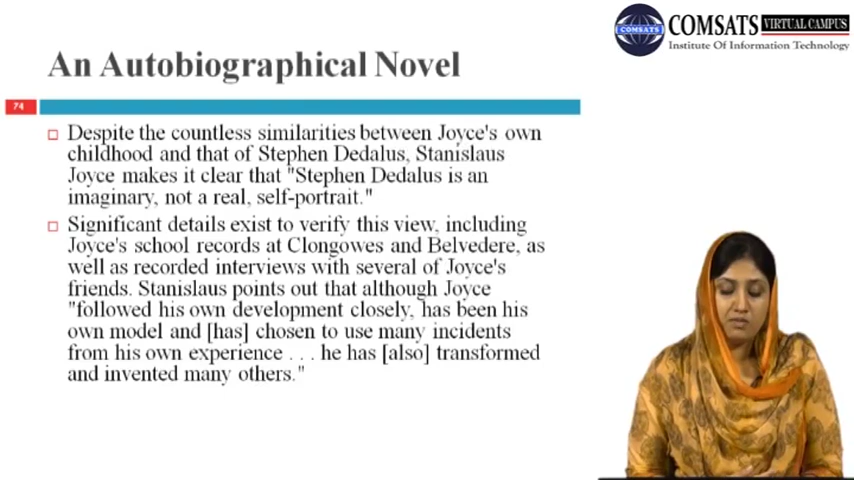 COMSATS VIRTUAL CAMPUS
COMSATS
Institute Of Information Technology
An Autobiographical Novel
74
Despite the countless similarities between Joyce's own
childhood and that of Stephen Dedalus, Stanislaus
Joyce makes it clear that "Stephen Dedalus is an
imaginary, not a real, self-portrait."
Significant details exist to verify this view, including
Joyce's school records at Clongowes and Belvedere, as
well as recorded interviews with several of Joyce's
friends. Stanislaus points out that although Joyce
"followed his own development closely, has been his
own model and [has] chosen to use many incidents
from his own experience . . . he has [also] transformed
and invented many others."